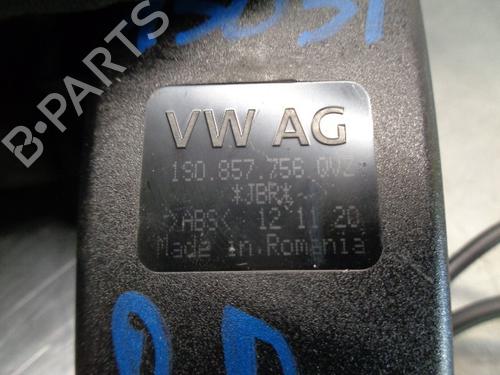 B-PARTS
VW AG
1S0.857.756 QVZ
*JBR*
>ABS< 12 11 20
Made in Romania